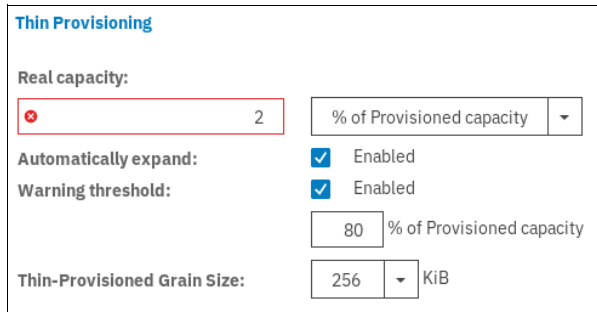 Thin Provisioning
Real capacity:
2 % of Provisioned capacity
Automatically expand: Enabled
Warning threshold: Enabled
80 % of Provisioned capacity
Thin-Provisioned Grain Size: 256 KiB